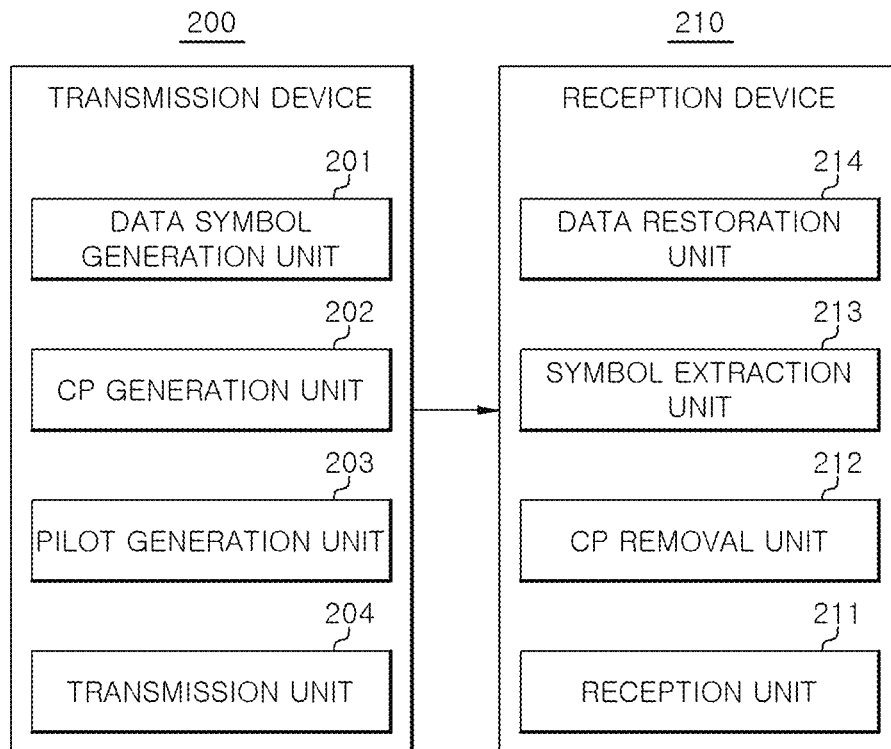 200
TRANSMISSION DEVICE
201
DATA SYMBOL
GENERATION UNIT
202
CP GENERATION UNIT
203
PILOT GENERATION UNIT
204
TRANSMISSION UNIT
210
RECEPTION DEVICE
214
DATA RESTORATION
UNIT
213
SYMBOL EXTRACTION
UNIT
212
CP REMOVAL UNIT
211
RECEPTION UNIT